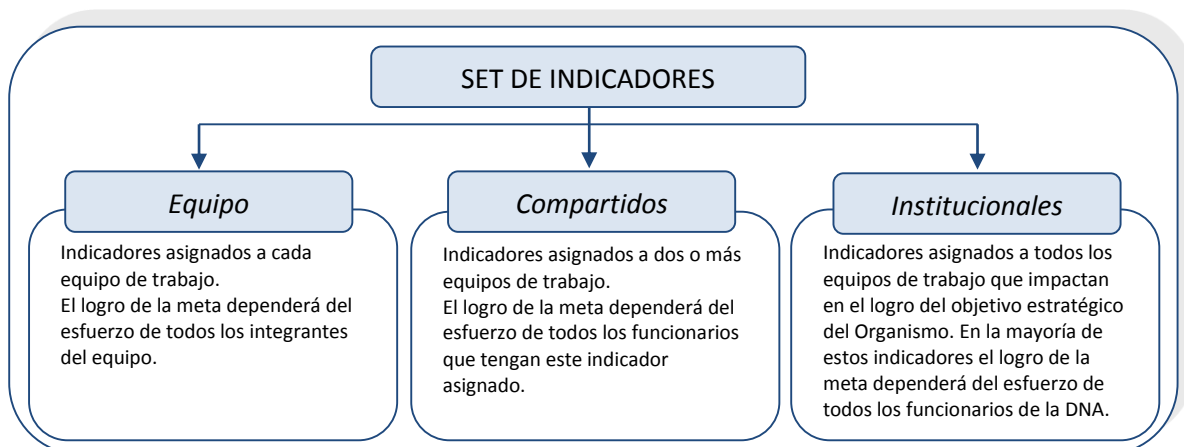 SET DE INDICADORES
Equipo
Indicadores asignados a cada
equipo de trabajo.
El logro de la meta dependerá del
esfuerzo de todos los integrantes
del equipo.
Compartidos
Indicadores asignados a dos o más
equipos de trabajo.
El logro de la meta dependerá del
esfuerzo de todos los funcionarios
que tengan este indicador
asignado.
Institucionales
Indicadores asignados a todos los
equipos de trabajo que impactan
en el logro del objetivo estratégico
del Organismo. En la mayoría de
estos indicadores el logro de la
meta dependerá del esfuerzo de
todos los funcionarios de la DNA.